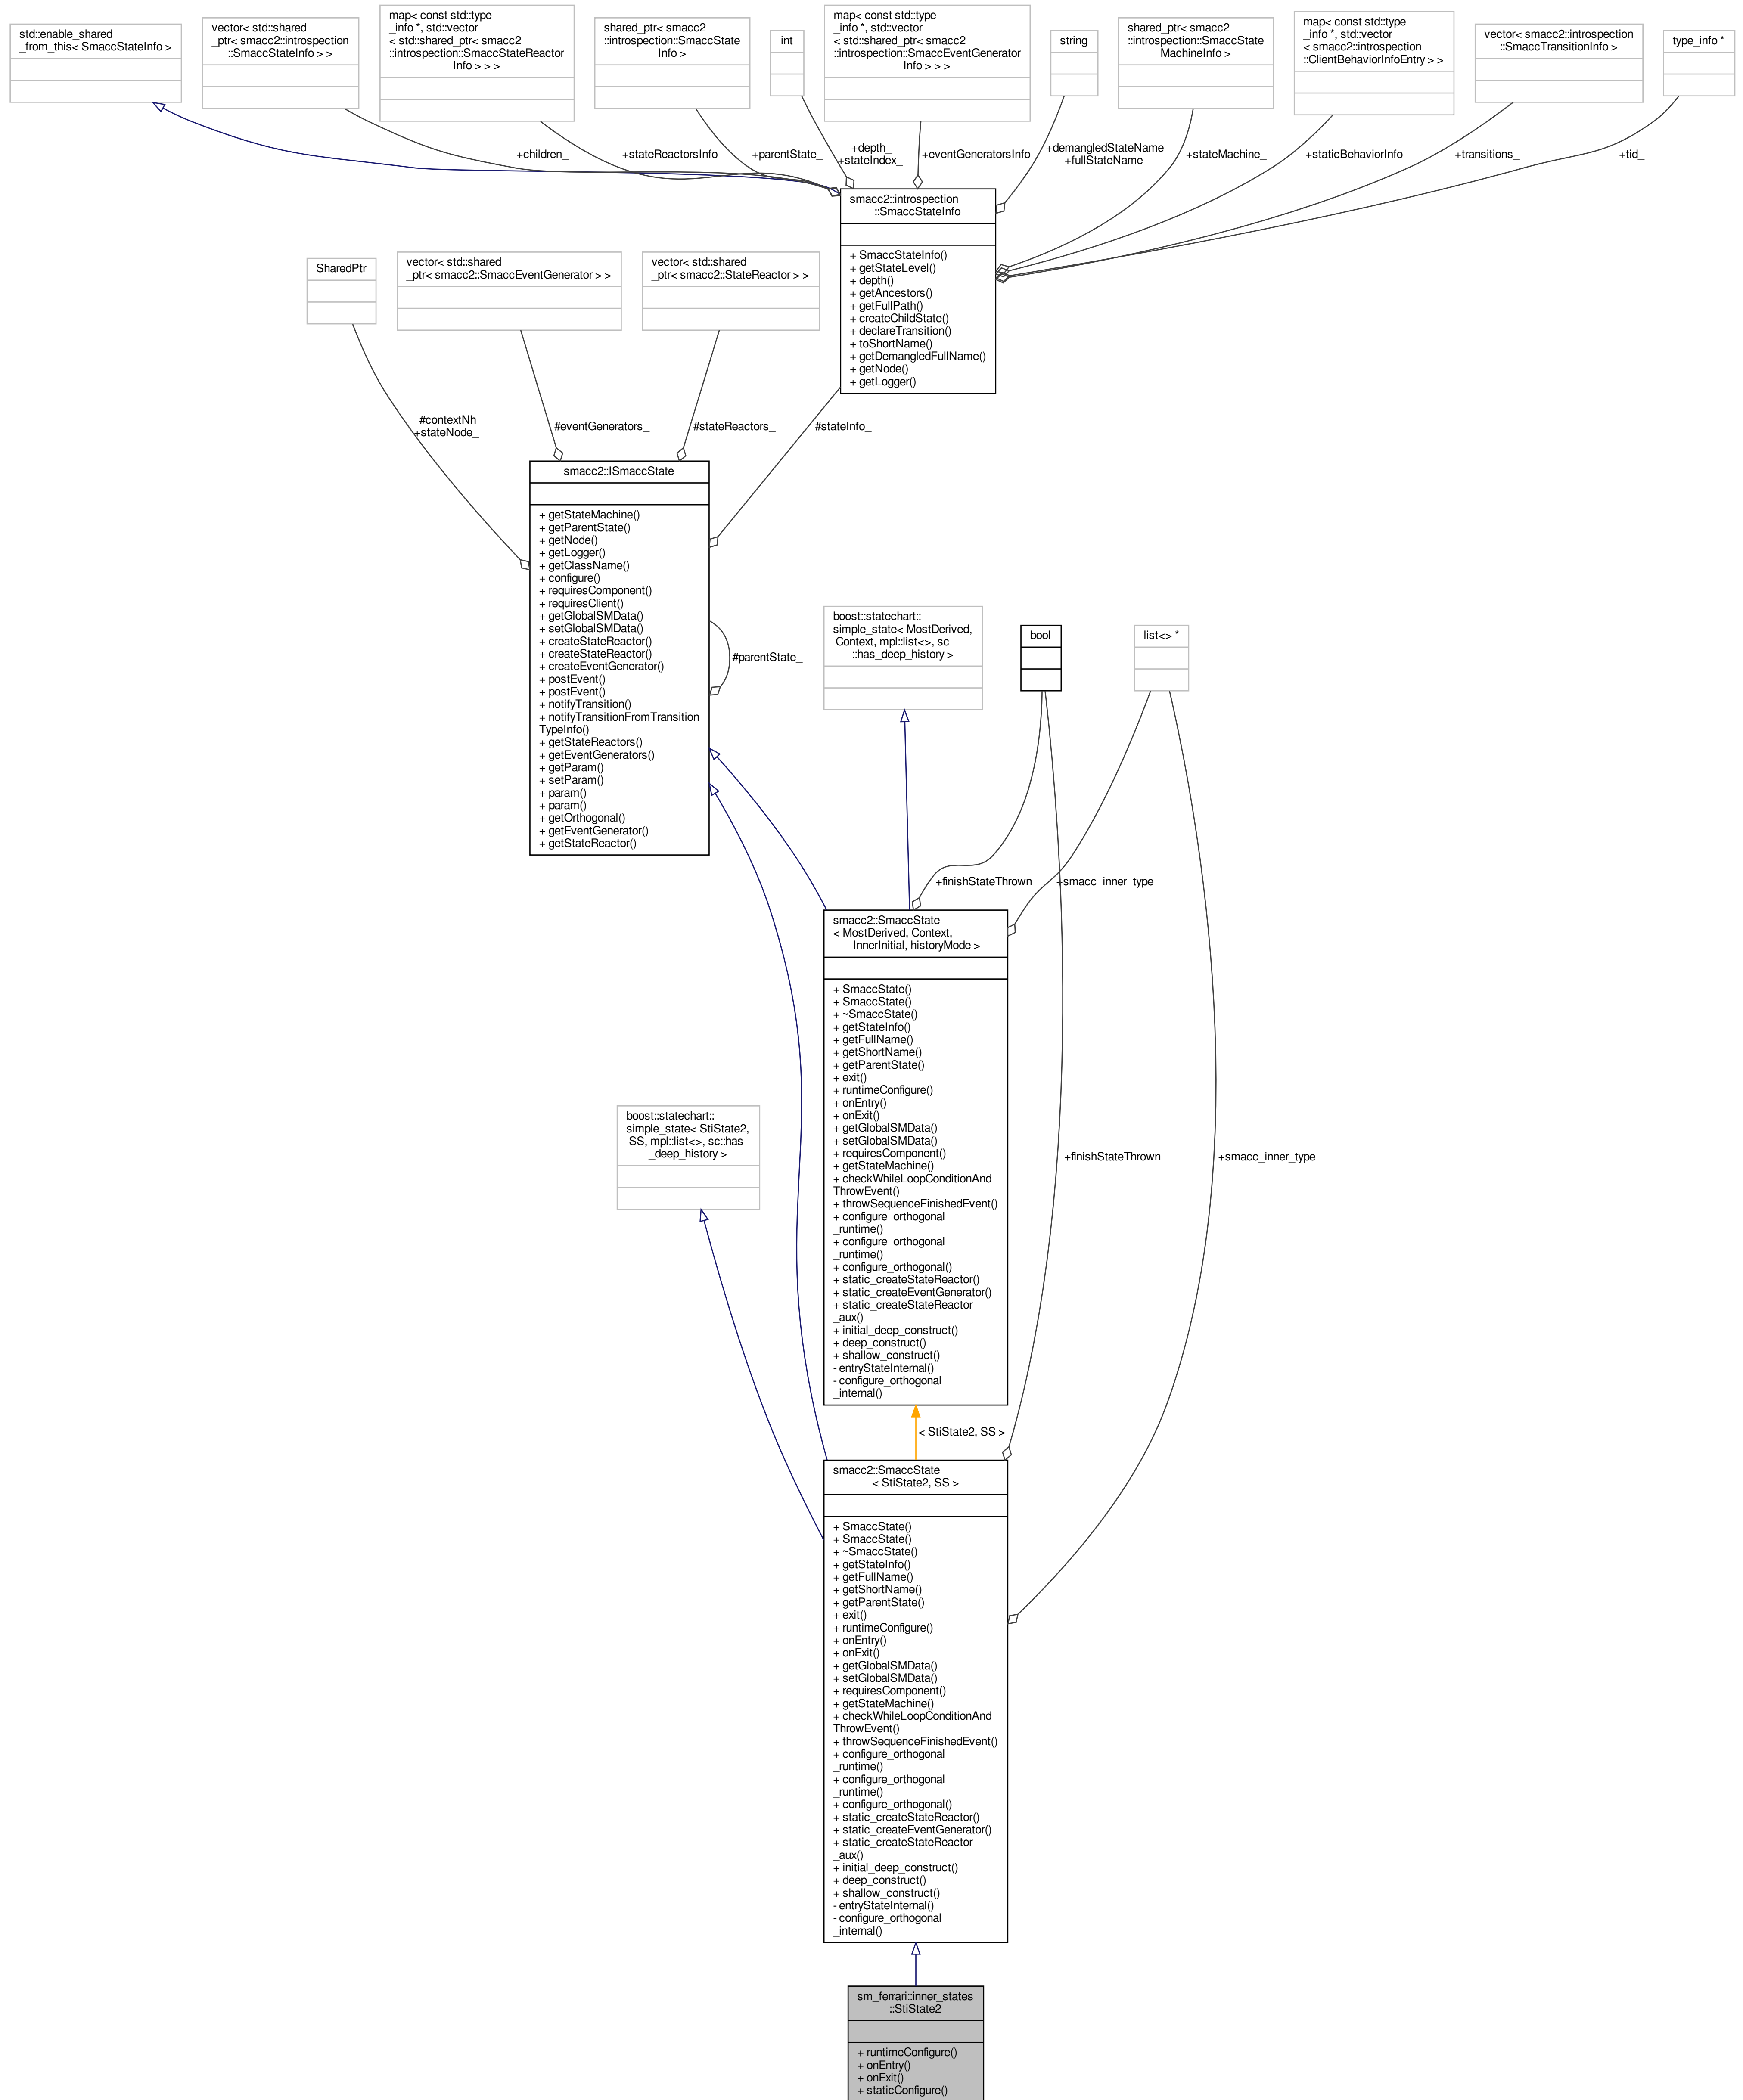 std::enable_shared
_from_this< SmaccStateInfo >
vector< std::shared
_ptr< smacc2::introspection
::SmaccStateInfo > >
map< const std::type
_info *, std::vector
< std::shared_ptr< smacc2
::introspection::SmaccStateReactor
Info > > >
shared_ptr< smacc2
::introspection::SmaccState
Info >
int
map< const std::type
_info *, std::vector
< std::shared_ptr< smacc2
::introspection::SmaccEventGenerator
Info > > >
string
shared_ptr< smacc2
::introspection::SmaccState
MachineInfo >
map< const std::type
_info *, std::vector
< smacc2::introspection
::ClientBehaviorInfoEntry > >
vector< smacc2::introspection
::SmaccTransitionInfo >
type_info *
+children_
+stateReactorsInfo
+parentState_
+depth_
+stateIndex_
+eventGeneratorsInfo
+demangledStateName
+fullStateName
+stateMachine_
+staticBehaviorInfo
+transitions_
+tid_
smacc2::introspection
::SmaccStateInfo
+ SmaccStateInfo()
+ getStateLevel()
+ depth()
+ getAncestors()
+ getFullPath()
+ createChildState()
+ declareTransition()
+ toShortName()
+ getDemangledFullName()
+ getNode()
+ getLogger()
SharedPtr
vector< std::shared
_ptr< smacc2::SmaccEventGenerator > >
vector< std::shared
_ptr< smacc2::StateReactor > >
#contextNh
+stateNode_
#eventGenerators_
#stateReactors_
#stateInfo_
smacc2::ISmaccState
+ getStateMachine()
+ getParentState()
+ getNode()
+ getLogger()
+ getClassName()
+ configure()
+ requiresComponent()
+ requiresClient()
+ getGlobalSMData()
+ setGlobalSMData()
+ createStateReactor()
+ createStateReactor()
+ createEventGenerator()
+ postEvent()
+ postEvent()
+ notifyTransition()
+ notifyTransitionFromTransition
TypeInfo()
+ getStateReactors()
+ getEventGenerators()
+ getParam()
+ setParam()
+ param()
+ param()
+ getOrthogonal()
+ getEventGenerator()
+ getStateReactor()
#parentState_
boost::statechart::
simple_state< MostDerived,
Context, mpl::list<>, sc
::has_deep_history >
bool
list<> *
+finishStateThrown
+smacc_inner_type
smacc2::SmaccState
< MostDerived, Context,
InnerInitial, historyMode >
+ SmaccState()
+ SmaccState()
+ ~SmaccState()
+ getStateInfo()
+ getFullName()
+ getShortName()
+ getParentState()
+ exit()
+ runtimeConfigure()
+ onEntry()
+ onExit()
+ getGlobalSMData()
+ setGlobalSMData()
+ requiresComponent()
+ getStateMachine()
+ checkWhileLoopConditionAnd
ThrowEvent()
+ throwSequenceFinishedEvent()
+ configure_orthogonal
_runtime()
+ configure_orthogonal
_runtime()
+ configure_orthogonal()
+ static_createStateReactor()
+ static_createEventGenerator()
+ static_createStateReactor
_aux()
+ initial_deep_construct()
+ deep_construct()
+ shallow_construct()
- entryStateInternal()
- configure_orthogonal
_internal()
boost::statechart::
simple_state< StiState2,
SS, mpl::list<>, sc::has
_deep_history >
+finishStateThrown
+smacc_inner_type
< StiState2, SS >
smacc2::SmaccState
< StiState2, SS >
+ SmaccState()
+ SmaccState()
+ ~SmaccState()
+ getStateInfo()
+ getFullName()
+ getShortName()
+ getParentState()
+ exit()
+ runtimeConfigure()
+ onEntry()
+ onExit()
+ getGlobalSMData()
+ setGlobalSMData()
+ requiresComponent()
+ getStateMachine()
+ checkWhileLoopConditionAnd
ThrowEvent()
+ throwSequenceFinishedEvent()
+ configure_orthogonal
_runtime()
+ configure_orthogonal
_runtime()
+ configure_orthogonal()
+ static_createStateReactor()
+ static_createEventGenerator()
+ static_createStateReactor
_aux()
+ initial_deep_construct()
+ deep_construct()
+ shallow_construct()
- entryStateInternal()
- configure_orthogonal
_internal()
sm_ferrari::inner_states
::StiState2
+ runtimeConfigure()
+ onEntry()
+ onExit()
+ staticConfigure()